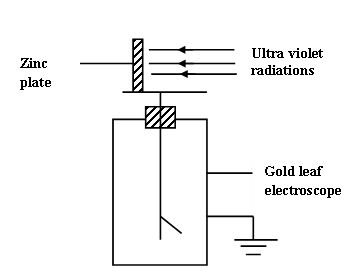 Zinc
plate
Ultra violet
radiations
Gold leaf
electroscope